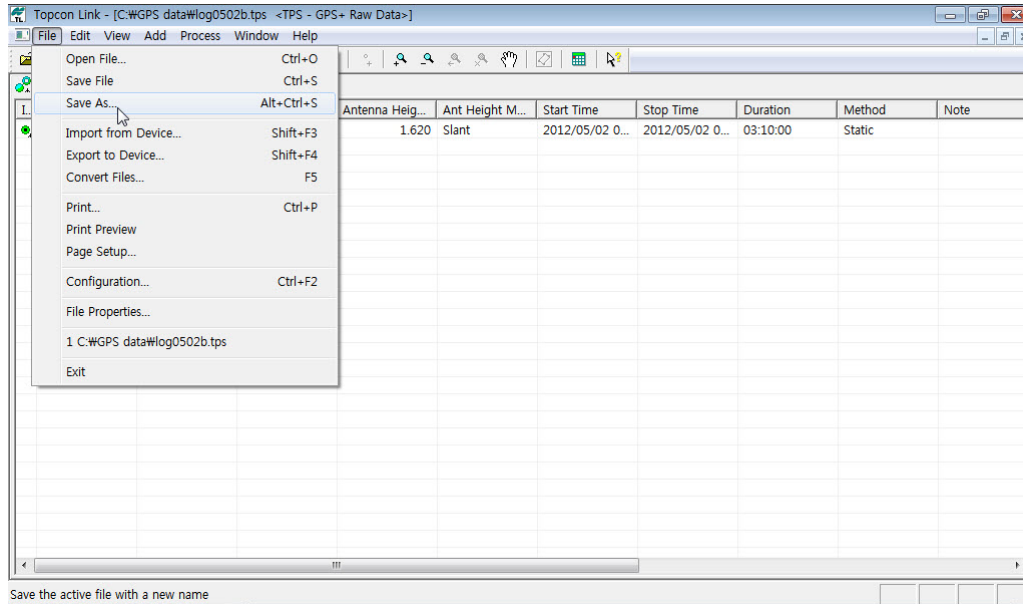 Topcon Link - [C:₩GPS data₩log0502b.tps <TPS - GPS+ Raw Data>]
File Edit View Add Process Window Help
Open File... Ctrl+O
Save File Ctrl+S
Save As... Alt+Ctrl+S
Import from Device... Shift+F3
Export to Device... Shift+F4
Convert Files... F5
Print... Ctrl+P
Print Preview
Page Setup...
Configuration... Ctrl+F2
File Properties...
1 C:₩GPS data₩log0502b.tps
Exit
I... Antenna Heig... Ant Height M... Start Time Stop Time Duration Method Note
1.620 Slant 2012/05/02 0... 2012/05/02 0... 03:10:00 Static
Save the active file with a new name